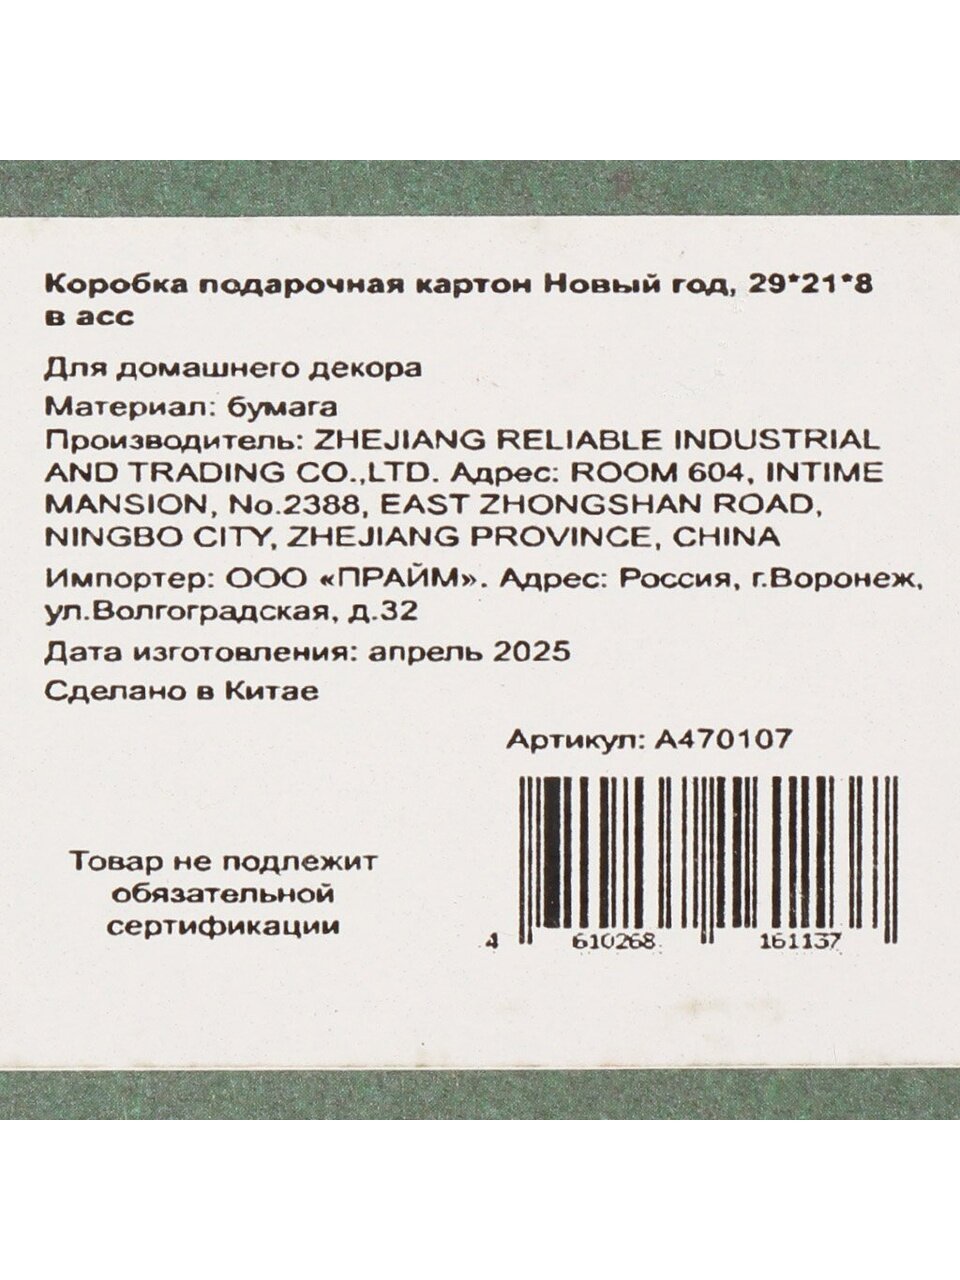 Коробка подарочная картон Новый год, 29*21*8
в асс
Для домашнего декора
Материал: бумага
Производитель: ZHEJIANG RELIABLE INDUSTRIAL
AND TRADING CO.,LTD. Адрес: ROOM 604, INTIME
MANSION, No.2388, EAST ZHONGSHAN ROAD,
NINGBO CITY, ZHEJIANG PROVINCE, CHINA
Импортер: ООО «ПРАЙМ». Адрес: Россия, г.Воронеж,
ул.Волгоградская, д.32
Дата изготовления: апрель 2025
Сделано в Китае
Артикул: А470107
Товар не подлежит
обязательной
сертификации
4 610268 161137